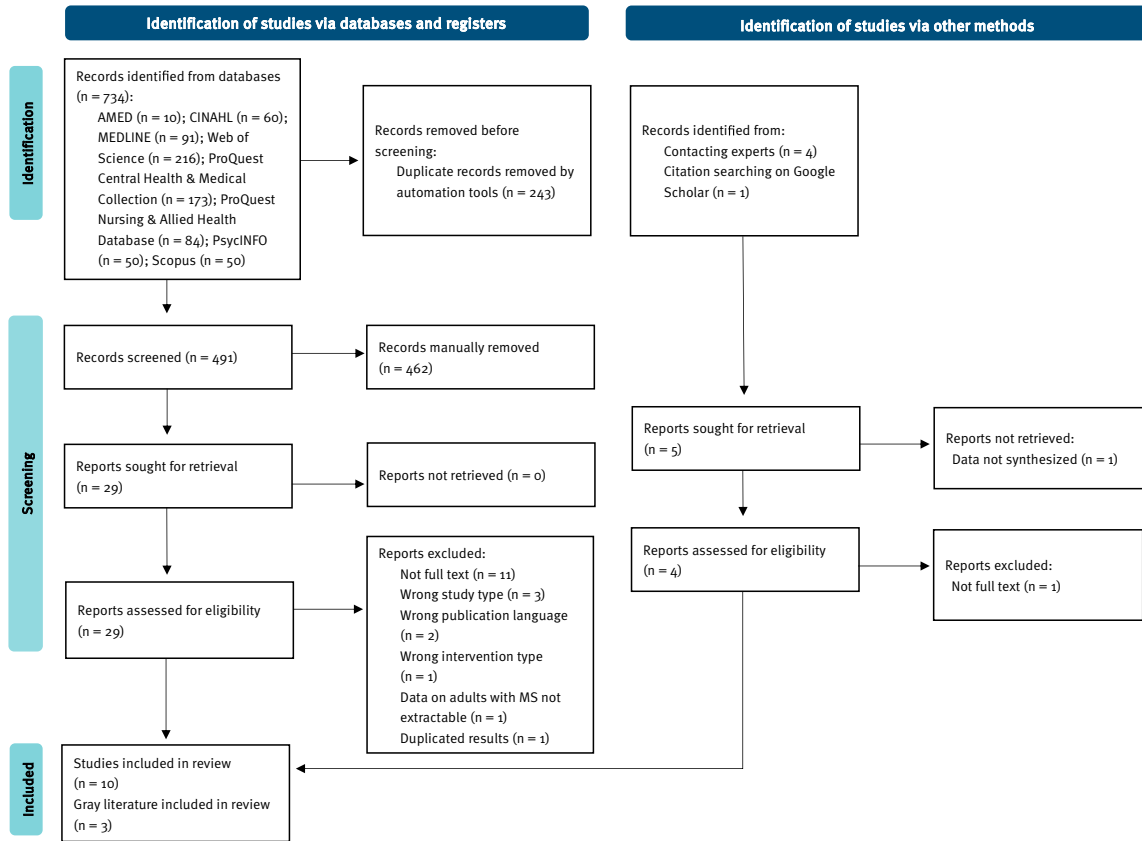 Identification of studies via databases and registers
Identification of studies via other methods
Identification
Records identified from databases
(n = 734):
AMED (n = 10); CINAHL (n = 60);
MEDLINE (n = 91); Web of
Science (n = 216); ProQuest
Central Health & Medical
Collection (n = 173); ProQuest
Nursing & Allied Health
Database (n = 84); PsycINFO
(n = 50); Scopus (n = 50)
Records removed before
screening:
Duplicate records removed by
automation tools (n = 243)
Records identified from:
Contacting experts (n = 4)
Citation searching on Google
Scholar (n = 1)
Screening
Records screened (n = 491)
Records manually removed
(n = 462)
Reports sought for retrieval
(n = 29)
Reports not retrieved (n = 0)
Reports sought for retrieval
(n = 5)
Reports not retrieved:
Data not synthesized (n = 1)
Reports assessed for eligibility
(n = 29)
Reports excluded:
Not full text (n = 11)
Wrong study type (n = 3)
Wrong publication language
(n = 2)
Wrong intervention type
(n = 1)
Data on adults with MS not
extractable (n = 1)
Duplicated results (n = 1)
Reports assessed for eligibility
(n = 4)
Reports excluded:
Not full text (n = 1)
Included
Studies included in review
(n = 10)
Gray literature included in review
(n = 3)